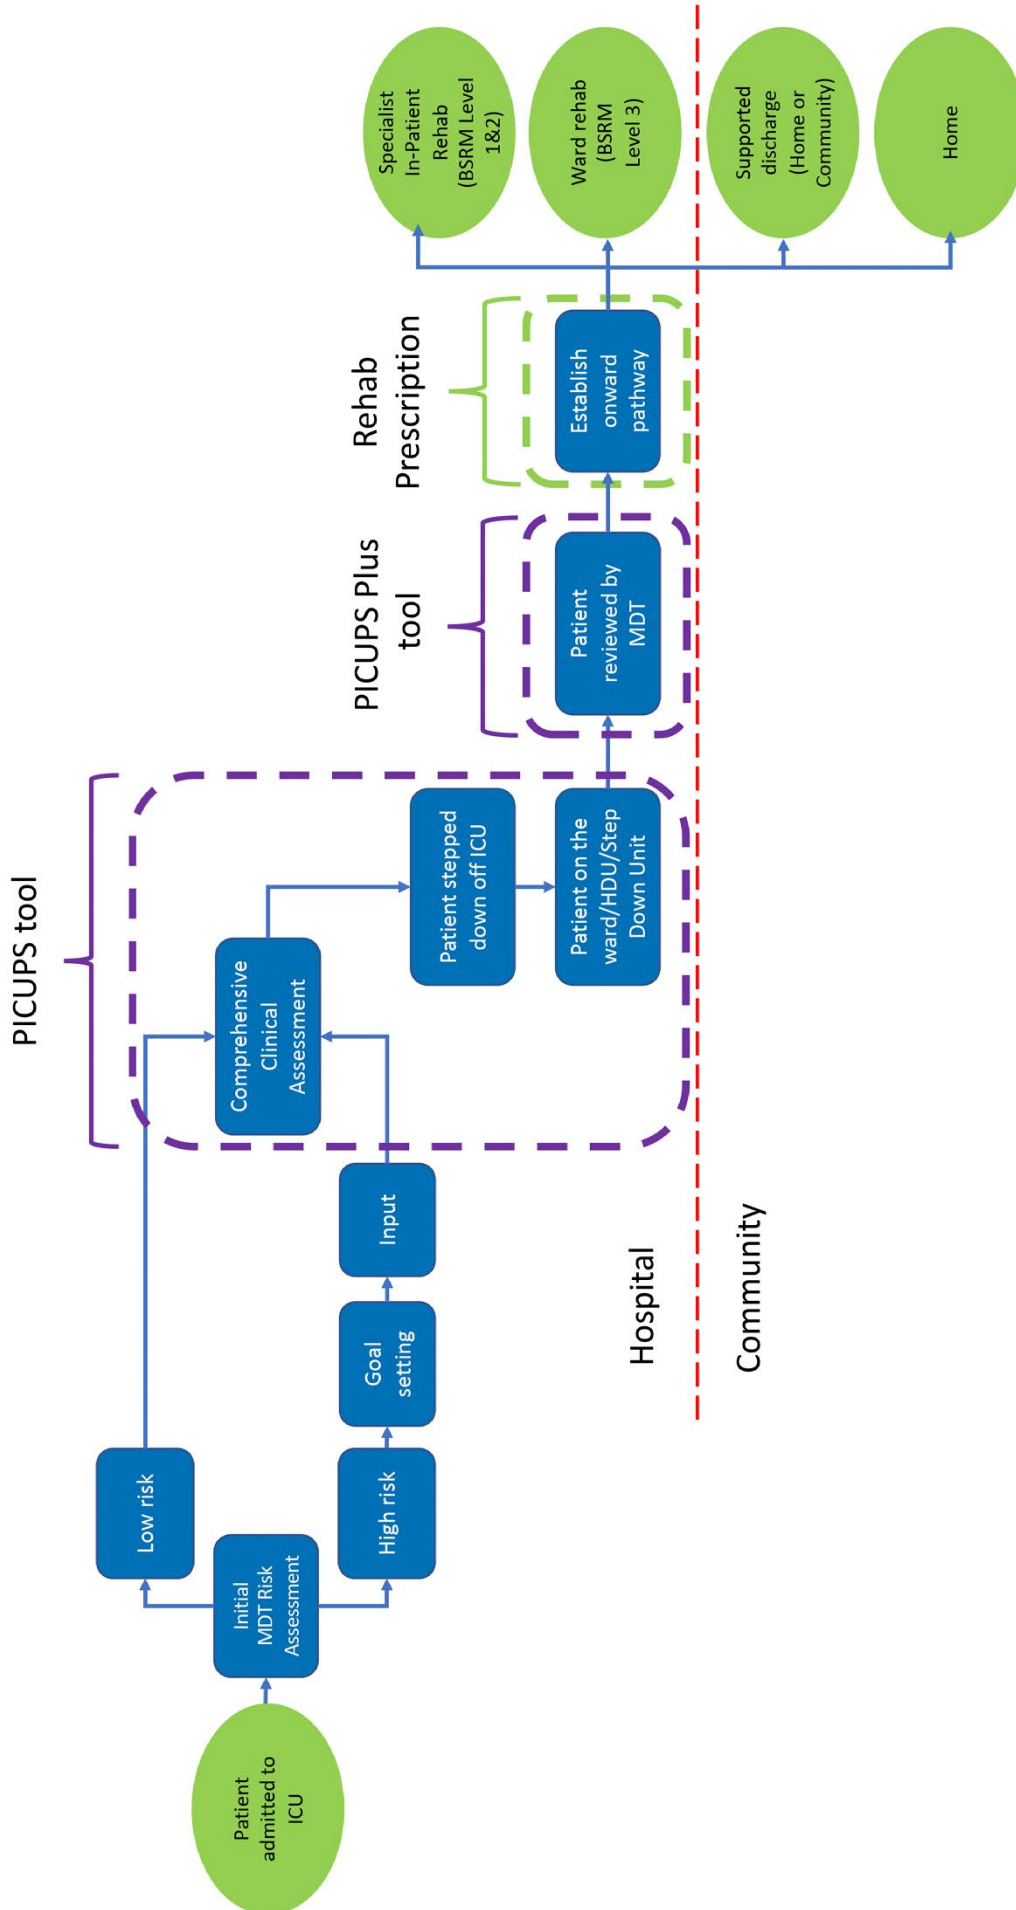 Patient
admitted to
ICU
Initial
MDT Risk
Assessment
Low risk
High risk
Goal
setting
Input
PICUPS tool
Comprehensive
Clinical
Assessment
Patient stepped
down off ICU
Patient on the
ward/HDU/Step
Down Unit
PICUPS Plus
tool
Patient
reviewed by
MDT
Rehab
Prescription
Establish
onward
pathway
Specialist
In-Patient
Rehab
(BSRM Level
1&2)
Ward rehab
(BSRM
Level 3)
Supported
discharge
(Home or
Community)
Home
Hospital
Community